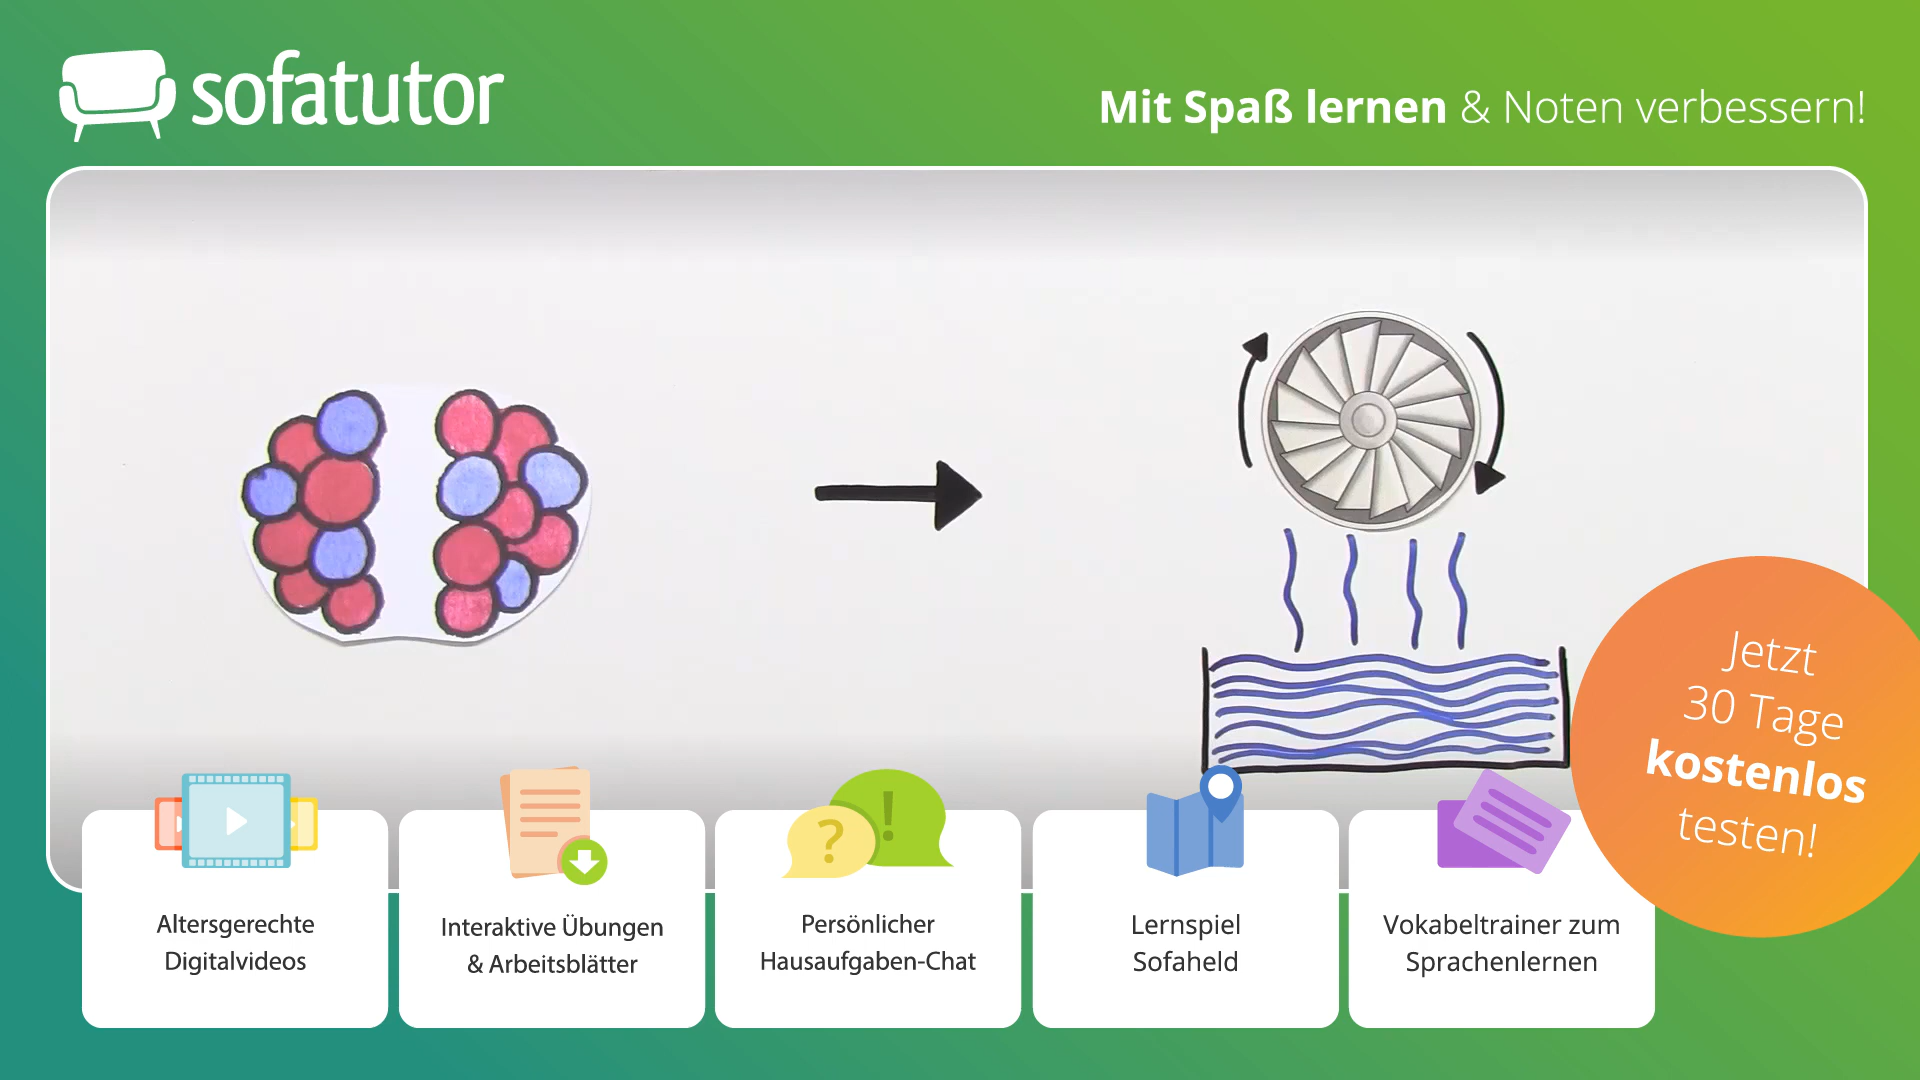 sofatutor
Mit Spaß lernen & Noten verbessern!
Jetzt
30 Tage
kostenlos
testen!
?
!
Altersgerechte
Digitalvideos
Interaktive Übungen
& Arbeitsblätter
Persönlicher
Hausaufgaben-Chat
Lernspiel
Sofaheld
Vokabeltrainer zum
Sprachenlernen